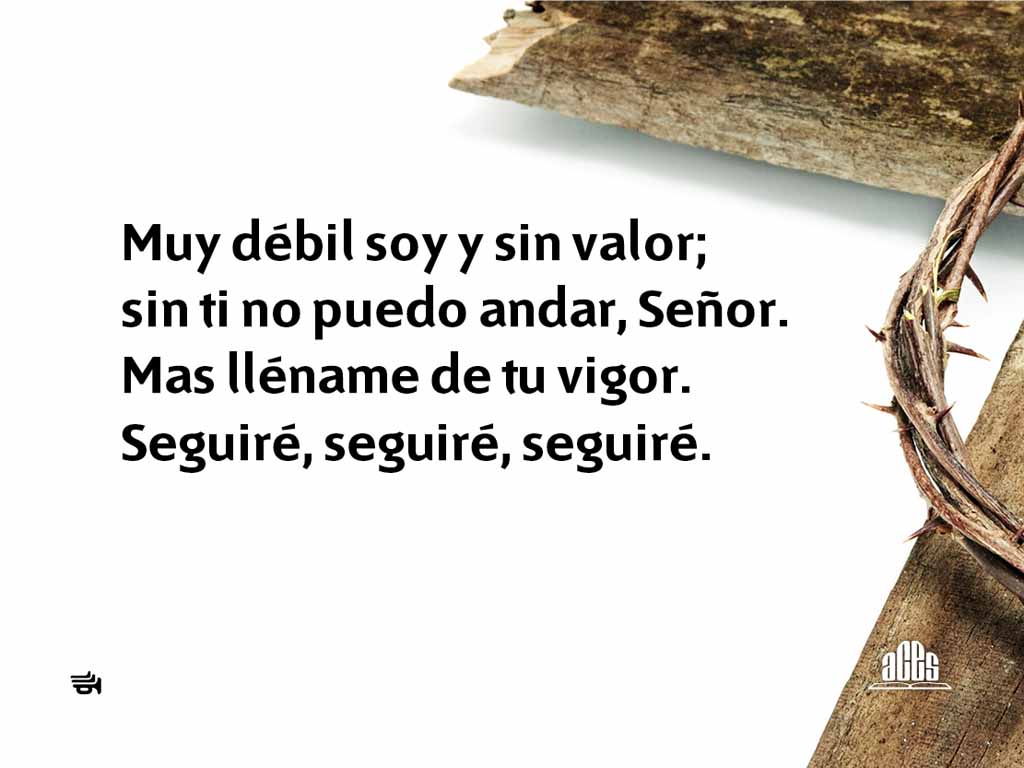 Muy débil soy y sin valor;
sin ti no puedo andar, Señor.
Mas lléname de tu vigor.
Seguiré, seguiré, seguiré.
aces